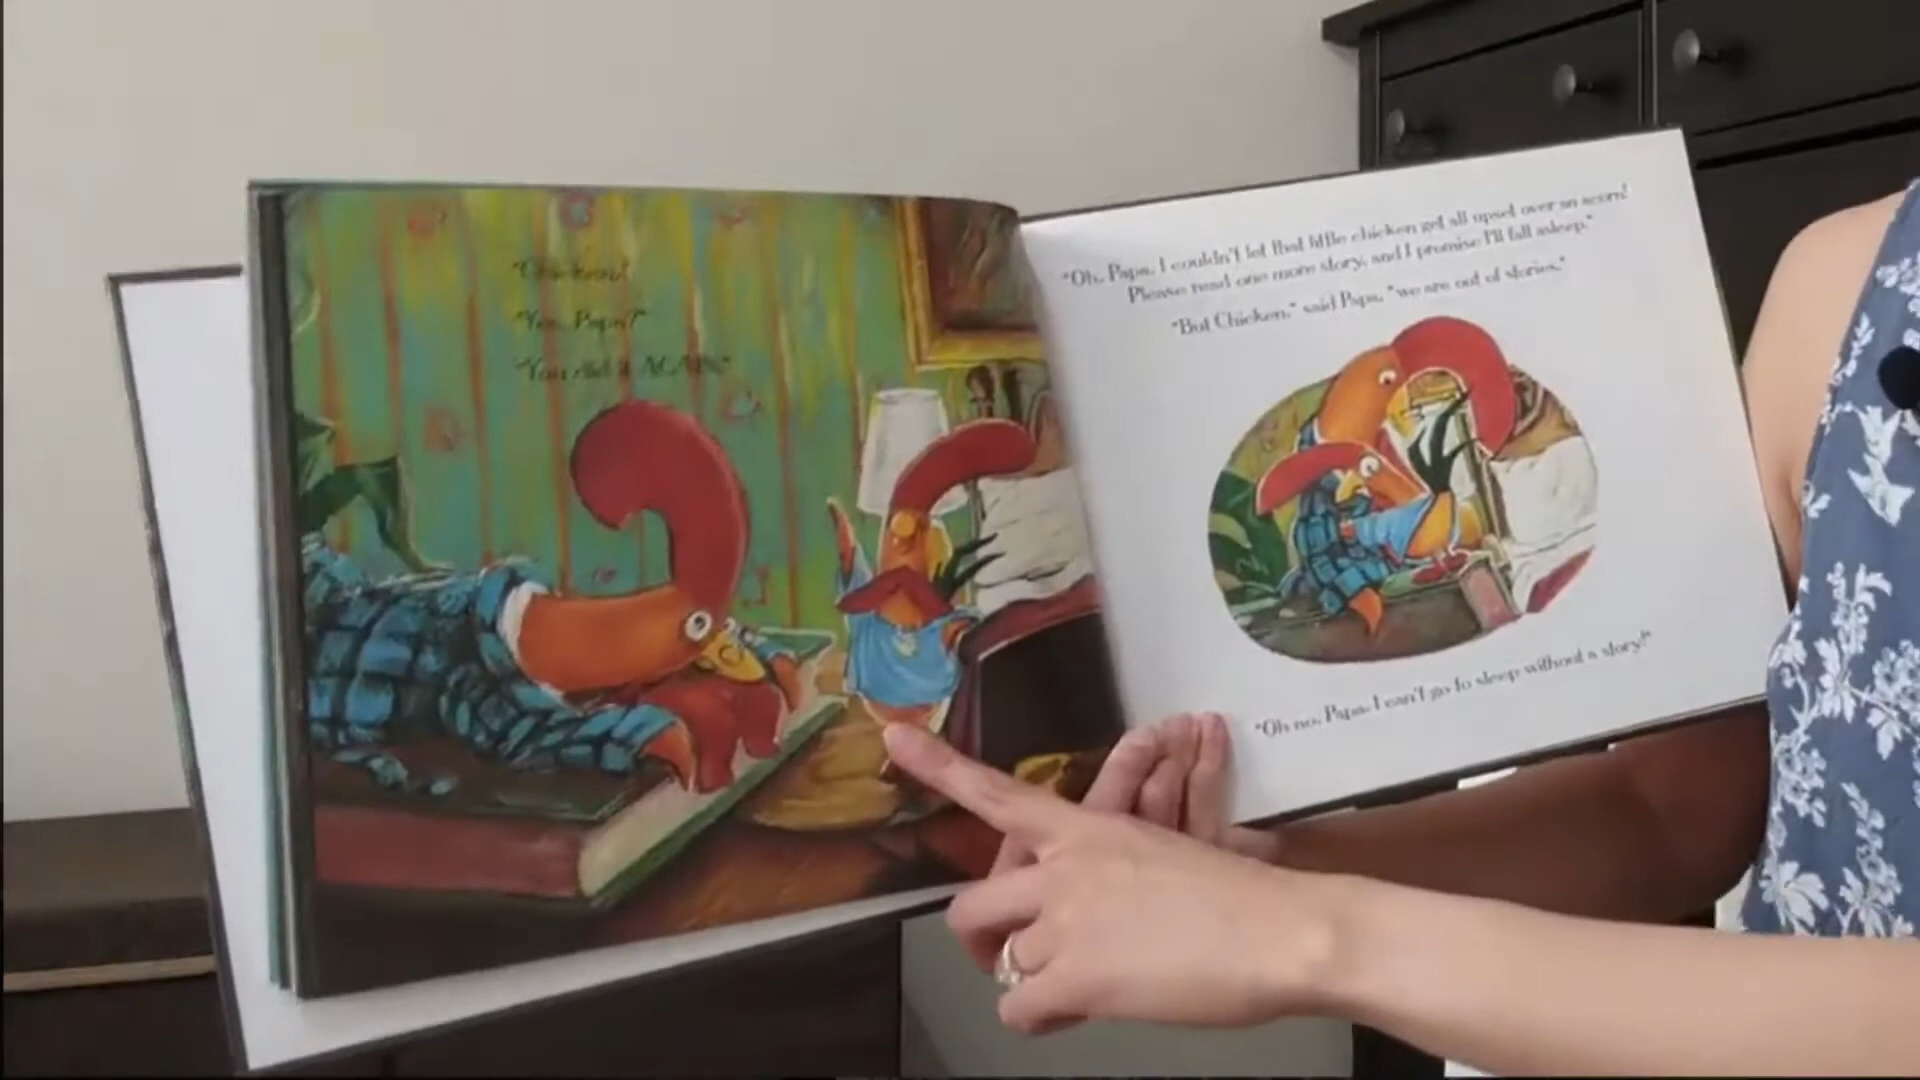 "Chicken!"
"Yes, Papa?"
"You did it AGAIN."
"Oh, Papa, I couldn't let that little chicken get all upset over an acorn!
Please read one more story, and I promise I'll fall asleep."
"But Chicken," said Papa, "we are out of stories."
"Oh no, Papa. I can't go to sleep without a story!"